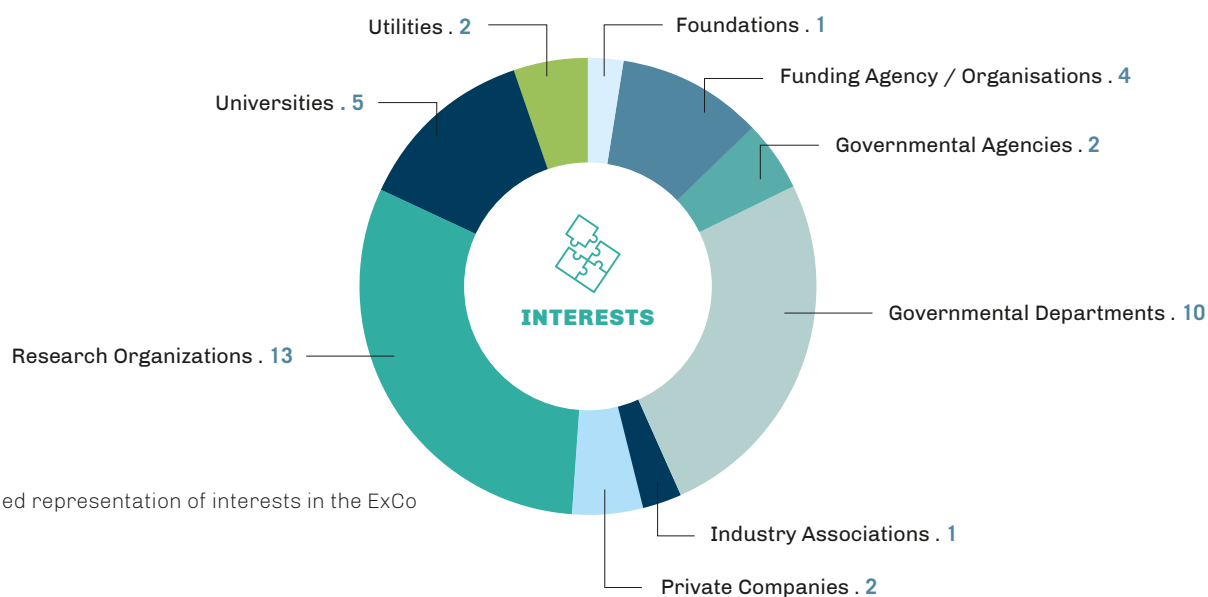 Utilities . 2
Foundations . 1
Funding Agency / Organisations . 4
Universities . 5
Governmental Agencies . 2
INTERESTS
Governmental Departments . 10
Research Organizations . 13
representation of interests in the ExCo
Industry Associations . 1
Private Companies . 2